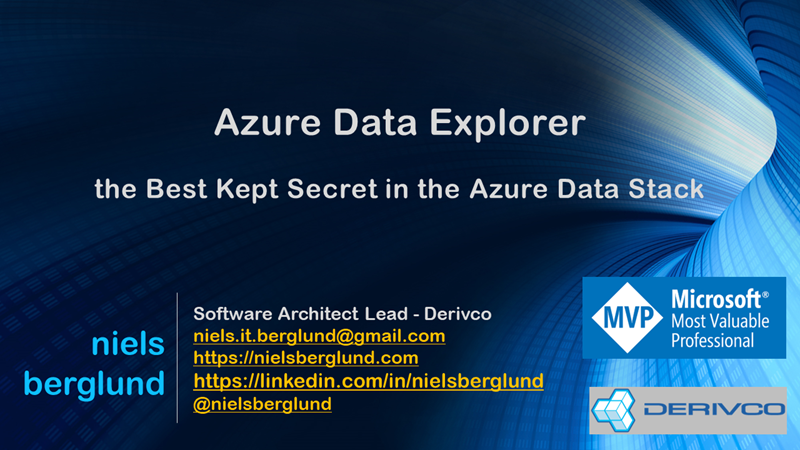 Azure Data Explorer
the Best Kept Secret in the Azure Data Stack
niels
berglund
Software Architect Lead - Derivco
niels.it.berglund@gmail.com
https://nielsberglund.com
https://linkedin.com/in/nielsberglund
@nielsberglund
MVP
Microsoft®
Most Valuable
Professional
DERIVCO